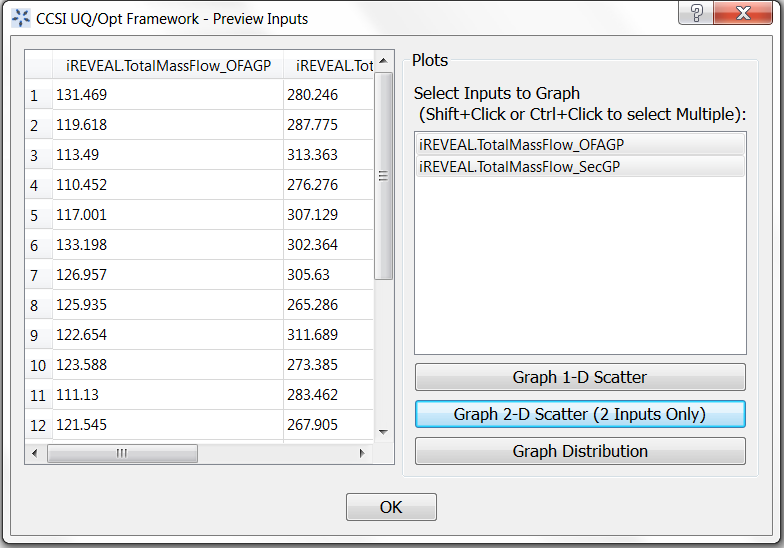 CCSI UQ/Opt Framework - Preview Inputs
iREVEAL.TotalMassFlow_OFAGP iREVEAL.Tot
1 131.469 280.246
2 119.618 287.775
3 113.49 313.363
4 110.452 276.276
5 117.001 307.129
6 133.198 302.364
7 126.957 305.63
8 125.935 265.286
9 122.654 311.689
10 123.588 273.385
11 111.13 283.462
12 121.545 267.905
Plots
Select Inputs to Graph
(Shift+Click or Ctrl+Click to select Multiple):
iREVEAL.TotalMassFlow_OFAGP
iREVEAL.TotalMassFlow_SecGP
Graph 1-D Scatter
Graph 2-D Scatter (2 Inputs Only)
Graph Distribution
OK